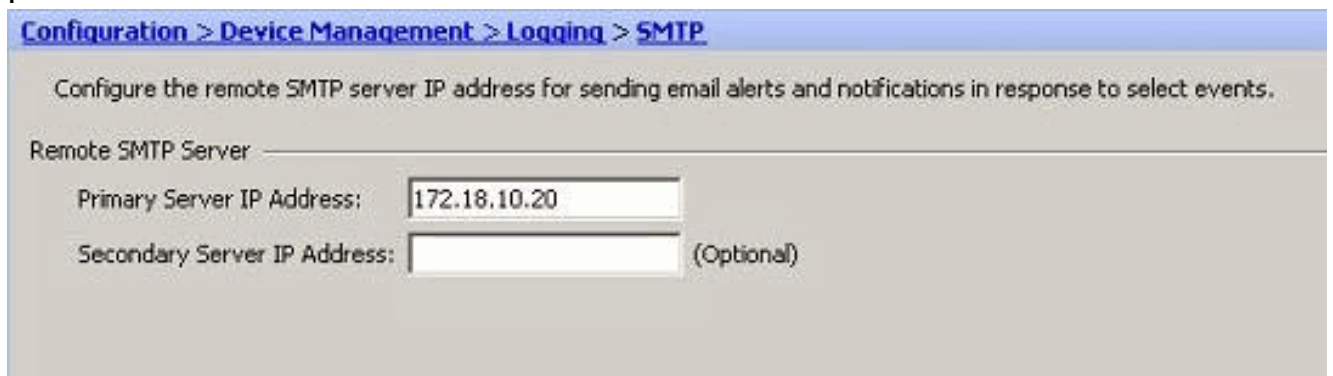 Configuration > Device Management > Logging > SMTP
Configure the remote SMTP server IP address for sending email alerts and notifications in response to select events.
Remote SMTP Server
Primary Server IP Address: 172.18.10.20
Secondary Server IP Address: (Optional)